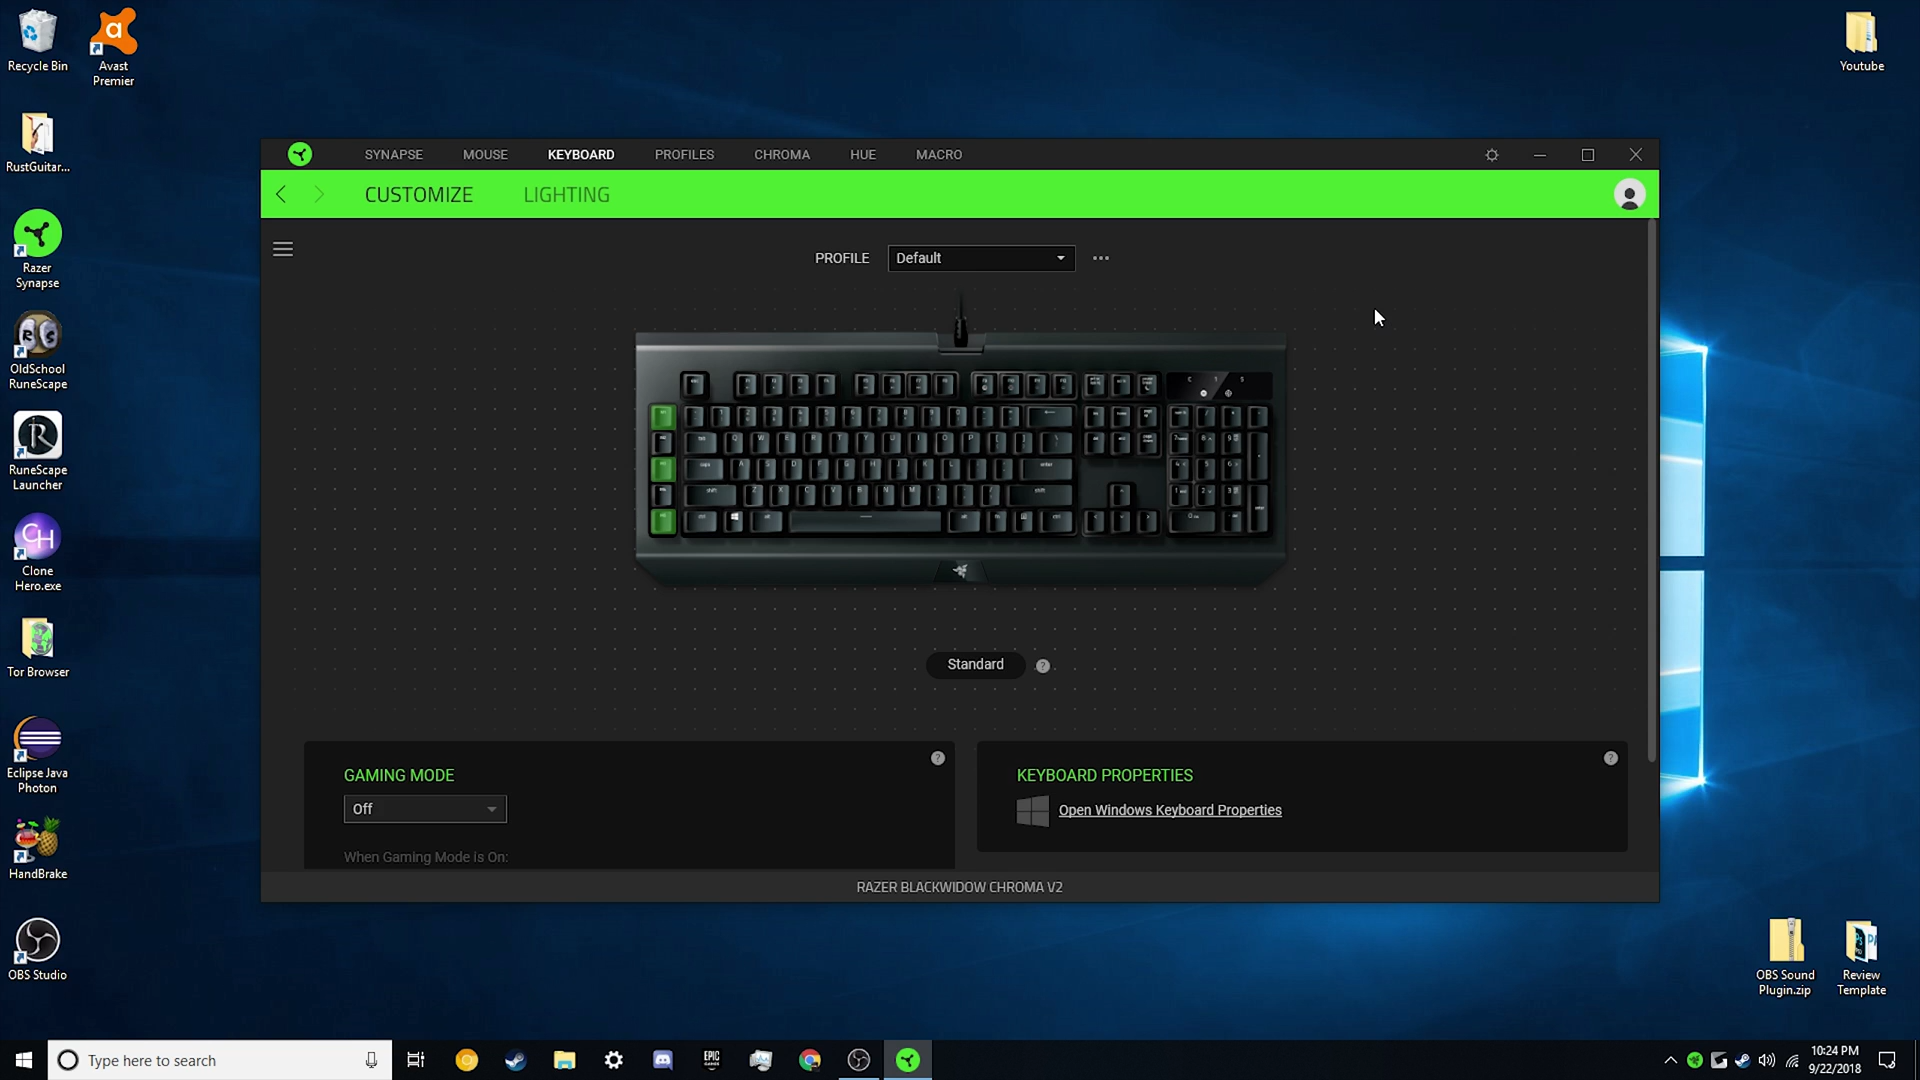 Recycle Bin
Avast
Premier
RustGuitar...
Razer
Synapse
OldSchool
RuneScape
RuneScape
Launcher
CH
Clone
Hero.exe
Tor Browser
Eclipse Java
Photon
HandBrake
OBS Studio
Youtube
SYNAPSE MOUSE KEYBOARD PROFILES CHROMA HUE MACRO
CUSTOMIZE LIGHTING
PROFILE Default
Standard
GAMING MODE
Off
When Gaming Mode is On:
KEYBOARD PROPERTIES
Open Windows Keyboard Properties
RAZER BLACKWIDOW CHROMA V2
OBS Sound
Plugin.zip
Review
Template
Type here to search
EPIC
GAMES
10:24 PM
9/22/2018